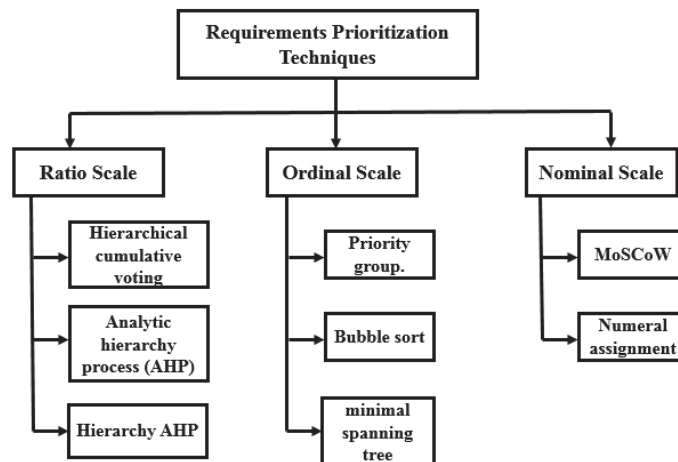 Requirements Prioritization
Techniques
Ratio Scale
Ordinal Scale
Nominal Scale
Hierarchical
cumulative
voting
Analytic
hierarchy
process (AHP)
Hierarchy AHP
Priority
group.
Bubble sort
minimal
spanning
tree
MoSCoW
Numeral
assignment